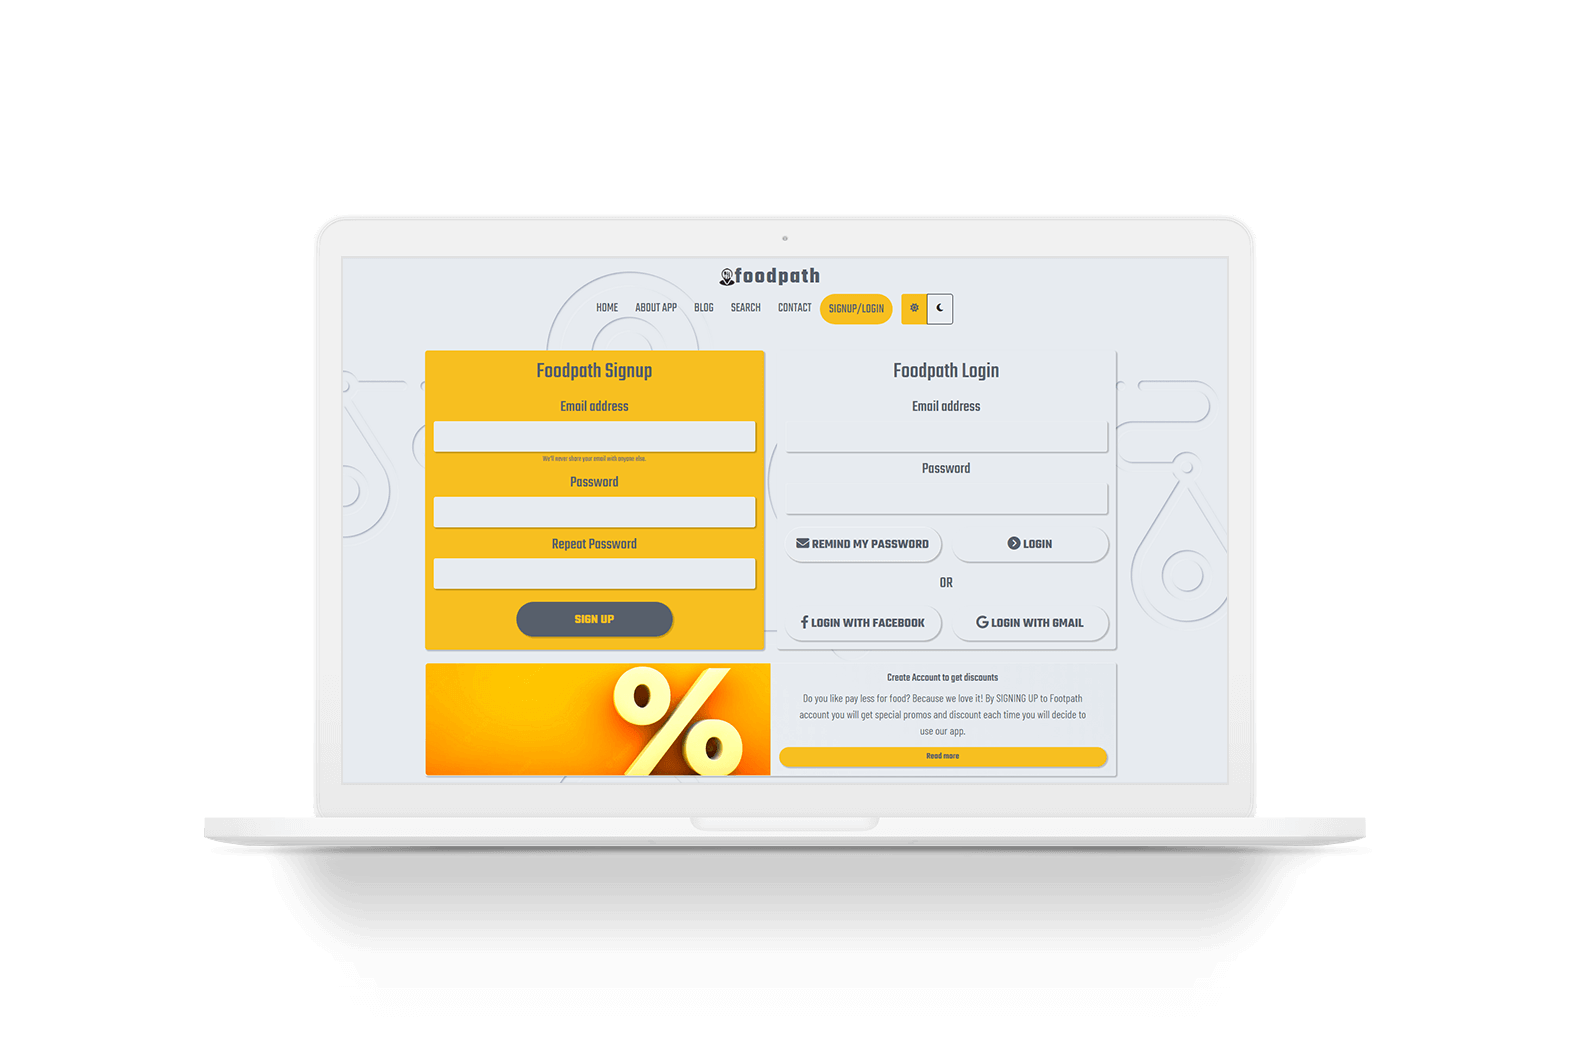 foodpath
HOME ABOUT APP BLOG SEARCH CONTACT SIGNUP/LOGIN
Foodpath Signup
Email address
We'll never share your email with anyone else.
Password
Repeat Password
SIGN UP
Foodpath Login
Email address
Password
REMIND MY PASSWORD LOGIN
OR
LOGIN WITH FACEBOOK LOGIN WITH GMAIL
%
Create Account to get discounts
Do you like pay less for food? Because we love it! By SIGNING UP to Footpath
account you will get special promos and discount each time you will decide to
use our app.
Read more